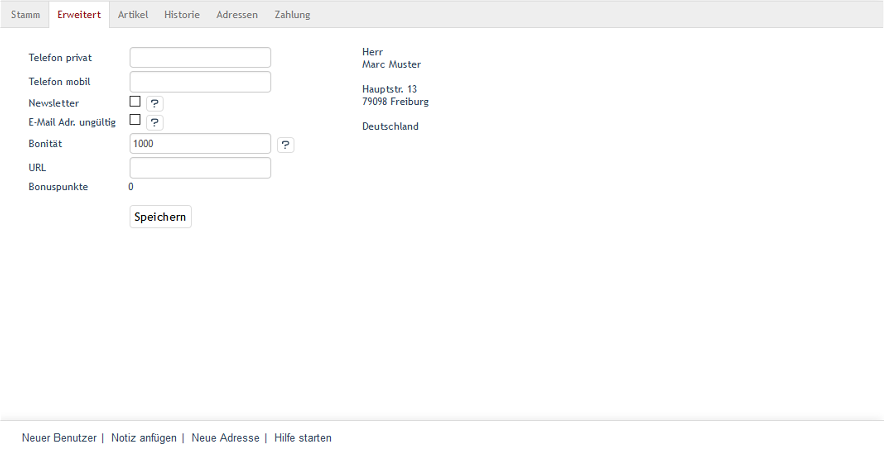 Stamm Erweitert Artikel Historie Adressen Zahlung
Telefon privat
Telefon mobil
Newsletter ?
E-Mail Adr. ungültig ?
Bonität 1000 ?
URL
Bonuspunkte 0
Speichern
Herr
Marc Muster
Hauptstr. 13
79098 Freiburg
Deutschland
Neuer Benutzer | Notiz anfügen | Neue Adresse | Hilfe starten